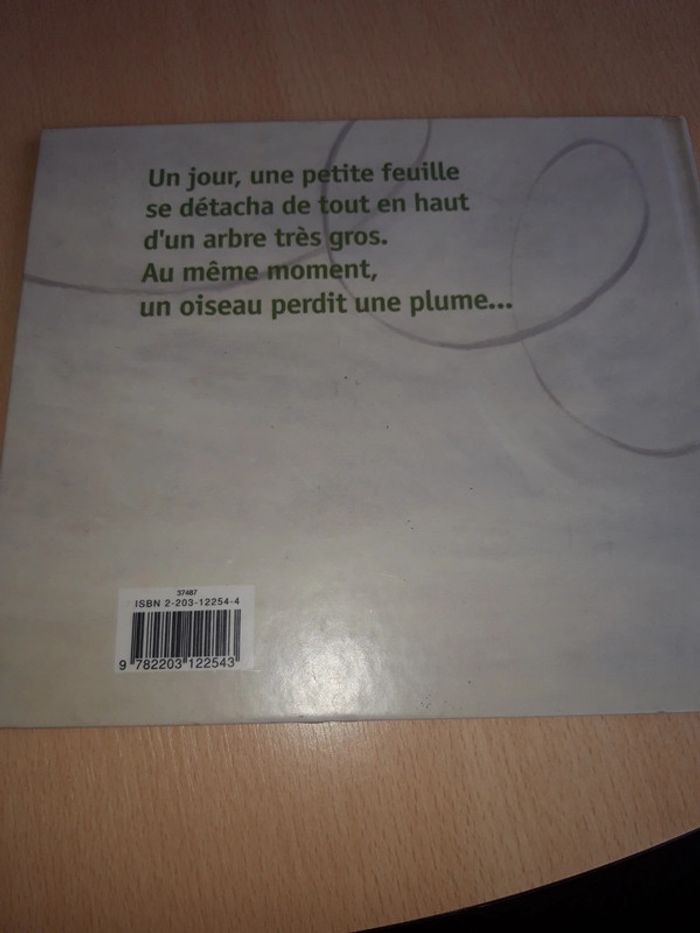 Un jour, une petite feuille
se détacha de tout en haut
d'un arbre très gros.
Au même moment,
un oiseau perdit une plume...
37487
ISBN 2-203-12254-4
9 782203 122543